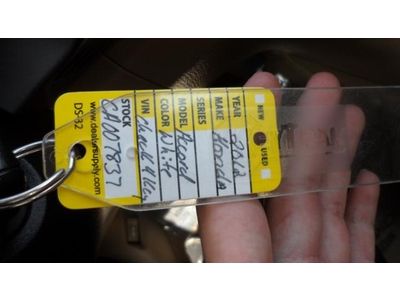 NEW USED
YEAR 2012
MAKE Honda
SERIES
MODEL Accord
COLOR White
VIN
STOCK CA007837
www.dealersupply.com
DS-32